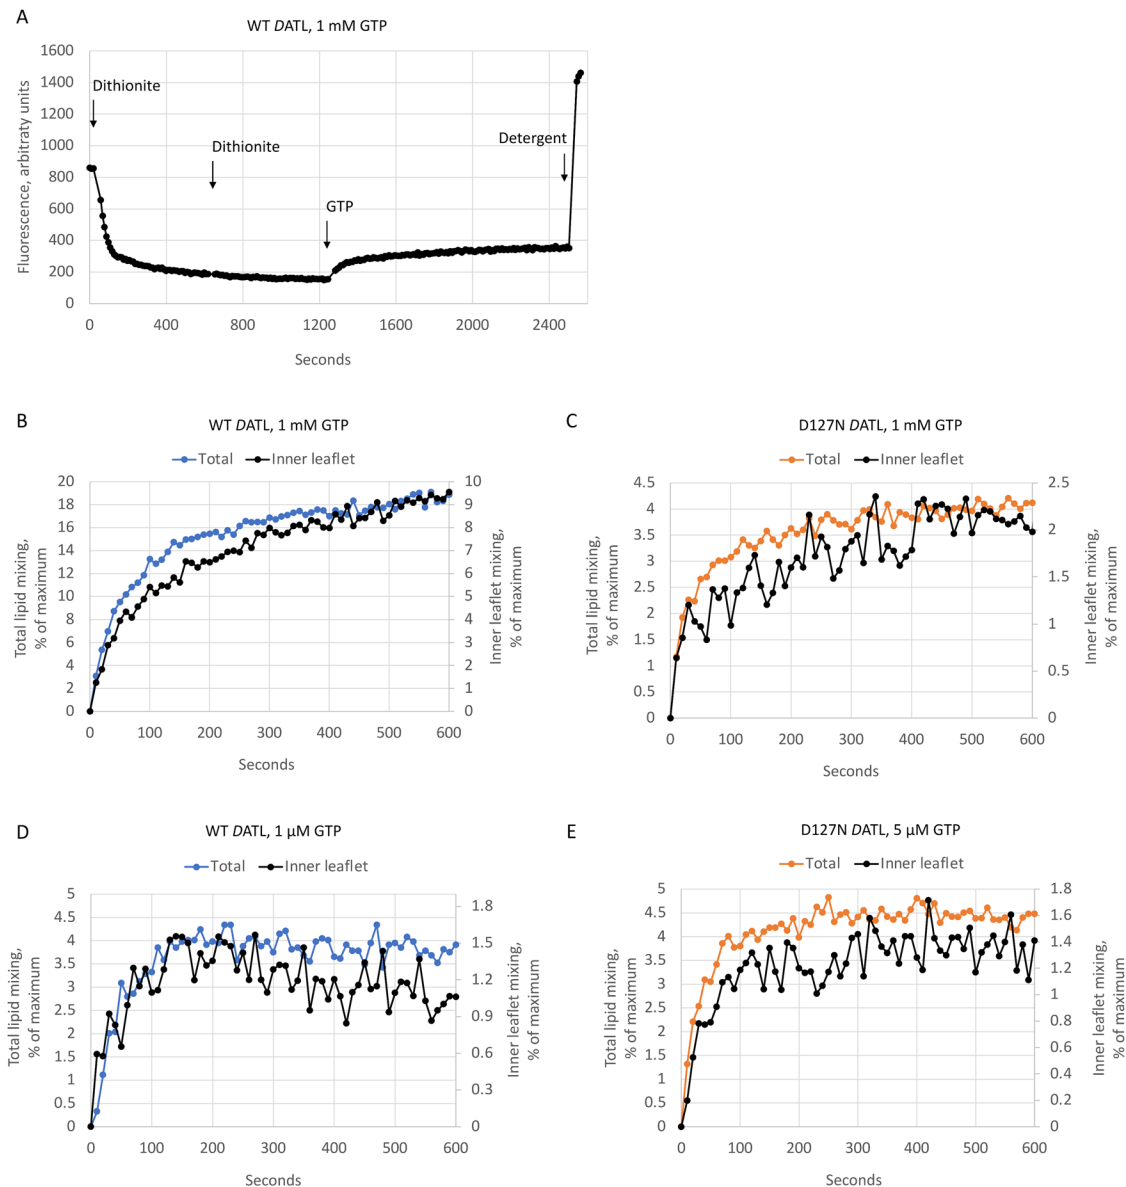 A
WT DATL, 1 mM GTP
1600
1400
1200
1000
800
600
400
200
0
Fluorescence, arbitraty units
Dithionite
Dithionite
GTP
Detergent
0 400 800 1200 1600 2000 2400
Seconds
B
WT DATL, 1 mM GTP
Total Inner leaflet
20
18
16
14
12
10
8
6
4
2
0
Total lipid mixing,
% of maximum
10
9
8
7
6
5
4
3
2
1
0
Inner leaflet mixing,
% of maximum
0 100 200 300 400 500 600
Seconds
C
D127N DATL, 1 mM GTP
Total Inner leaflet
4.5
4
3.5
3
2.5
2
1.5
1
0.5
0
Total lipid mixing,
% of maximum
2.5
2
1.5
1
0.5
0
Inner leaflet mixing,
% of maximum
0 100 200 300 400 500 600
Seconds
D
WT DATL, 1 µM GTP
Total Inner leaflet
5
4.5
4
3.5
3
2.5
2
1.5
1
0.5
0
Total lipid mixing,
% of maximum
1.8
1.5
1.2
0.9
0.6
0.3
0
Inner leaflet mixing,
% of maximum
0 100 200 300 400 500 600
Seconds
E
D127N DATL, 5 µM GTP
Total Inner leaflet
5
4.5
4
3.5
3
2.5
2
1.5
1
0.5
0
Total lipid mixing,
% of maximum
1.8
1.6
1.4
1.2
1
0.8
0.6
0.4
0.2
0
Inner leaflet mixing,
% of maximum
0 100 200 300 400 500 600
Seconds